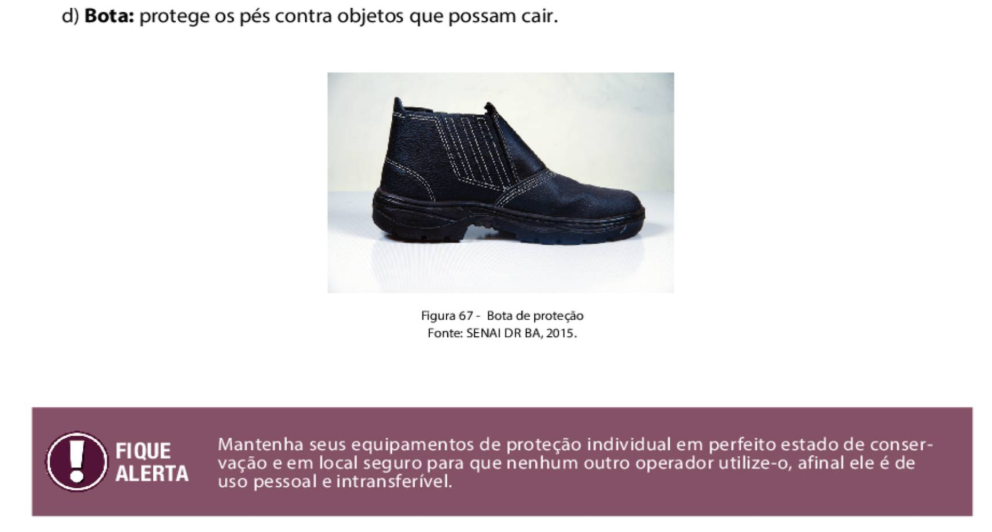 d) Bota: protege os pés contra objetos que possam cair.
Figura 67 - Bota de proteção
Fonte: SENAI DR BA, 2015.
FIQUE
ALERTA
Mantenha seus equipamentos de proteção individual em perfeito estado de conser-
vação e em local seguro para que nenhum outro operador utilize-o, afinal ele é de
uso pessoal e intransferível.